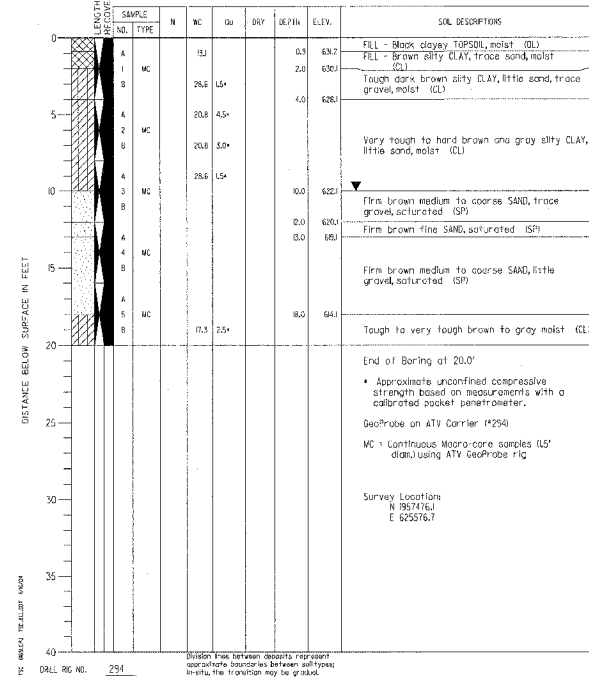 LENGTH
RECOVE
SAMPLE
NO. TYPE
N
WC
Qu
DRY
DEPTH
ELEV.
SOIL DESCRIPTIONS
0
A 19.1 0.9 631.2 FILL - Black clayey TOPSOIL, moist (OL)
FILL - Brown silty CLAY, trace sand, moist
1 MC 2.0 630.1 (CL)
B 26.6 1.5* Tough dark brown silty CLAY, little sand, trace
4.0 628.1 gravel, moist (CL)
5
A 20.8 4.5*
2 MC
B 20.8 3.0* Very tough to hard brown and gray silty CLAY,
little sand, moist (CL)
A 28.6 1.5*
10 3 MC 10.0 622.1
B Firm brown medium to coarse SAND, trace
gravel, saturated (SP)
12.0 620.1
Firm brown fine SAND, saturated (SP)
A 13.0 619.1
4 MC
15 B Firm brown medium to coarse SAND, little
gravel, saturated (SP)
A
5 MC 18.0 614.1
B 17.3 2.5* Tough to very tough brown to gray moist (CL)
20
End of Boring at 20.0'
* Approximate unconfined compressive
strength based on measurements with a
calibrated pocket penetrometer.
25 GeoProbe on ATV Carrier (#294)
MC = Continuous Macro-core samples (1.5"
diam.) using ATV GeoProbe rig
30 Survey Location:
N 1957476.1
E 625576.7
35
40
DISTANCE BELOW SURFACE IN FEET
DRILL RIG NO. 294
Division lines between deposits represent
approximate boundaries between soil types;
in-situ, the transition may be gradual.